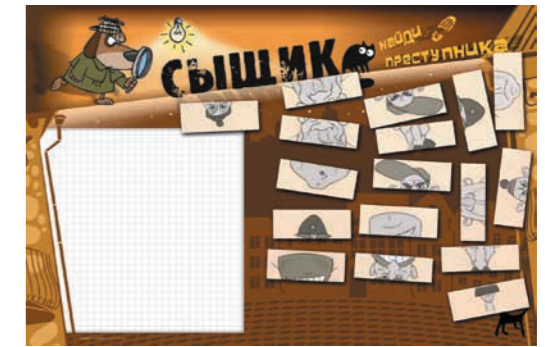 СЫЩИК
найди
преступника